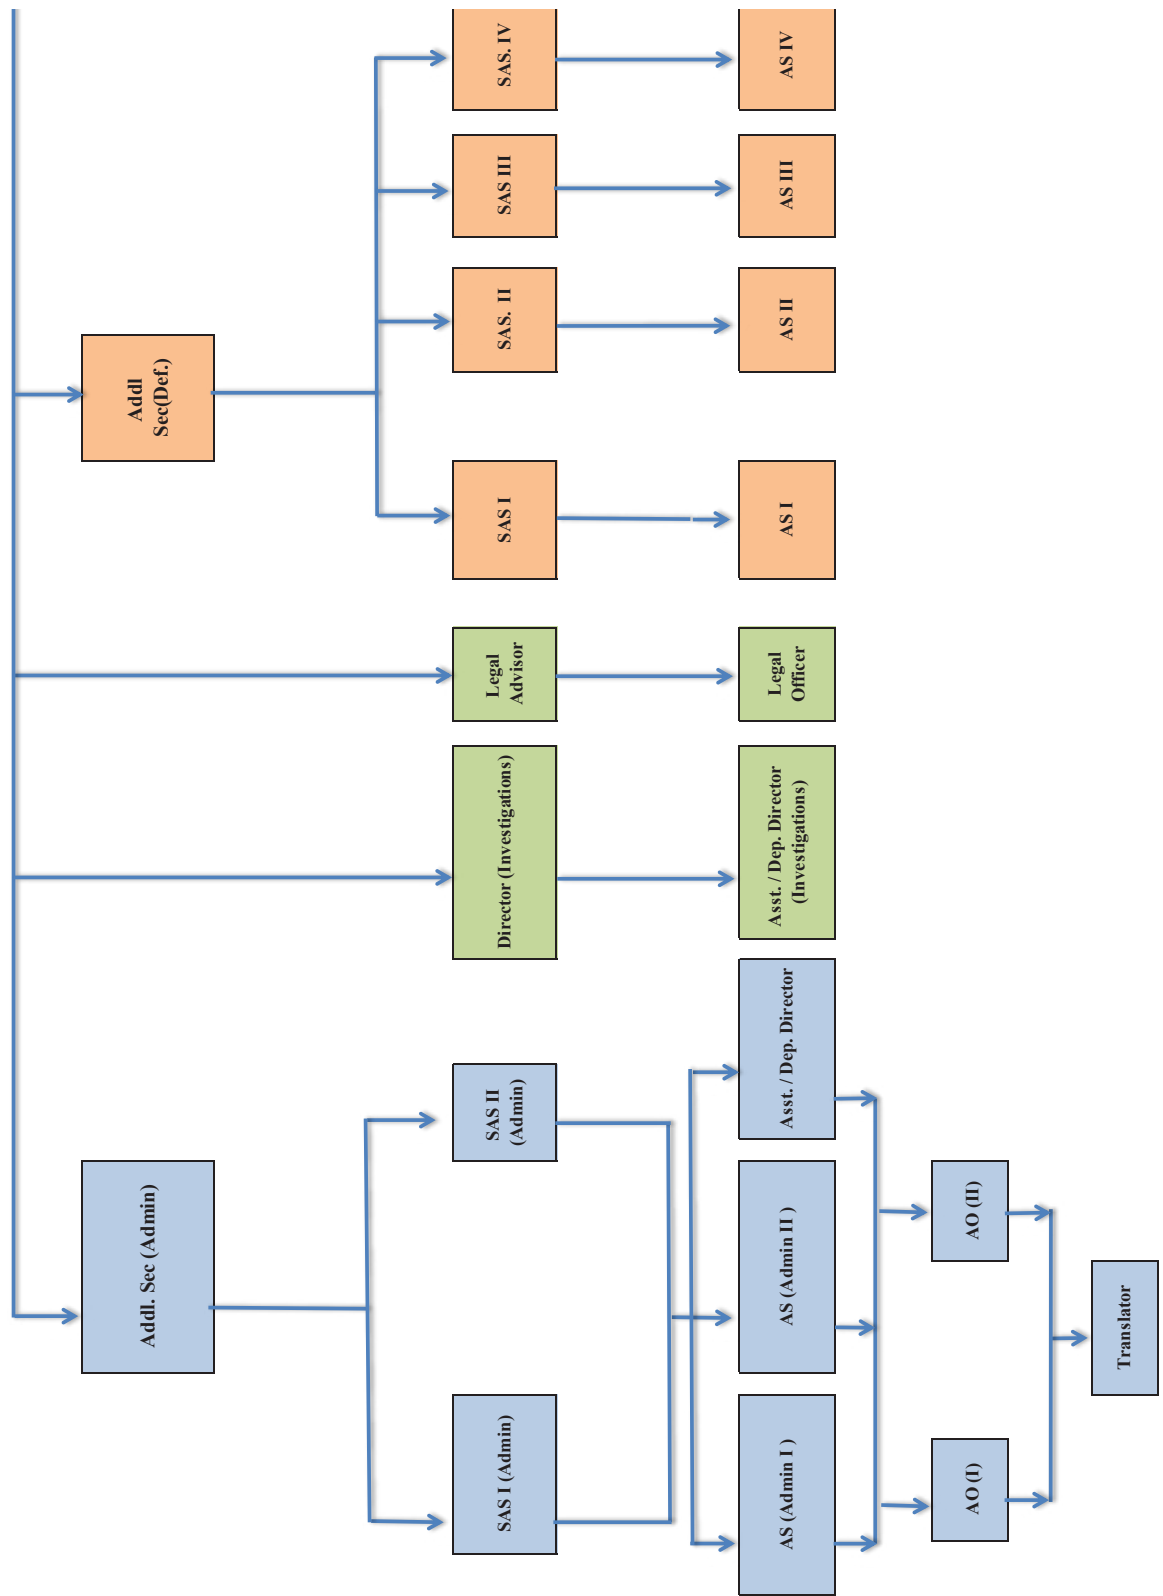 Addl. Sec (Admin)
Addl
Sec(Def.)
SAS I (Admin)
SAS II
(Admin)
Director (Investigations)
Legal
Advisor
SAS I
SAS.  II
SAS III
SAS. IV
AS (Admin I )
AS (Admin II )
Asst. / Dep. Director
Asst. / Dep. Director
(Investigations)
Legal
Officer
AS I
AS II
AS III
AS IV
AO (I)
AO (II)
Translator